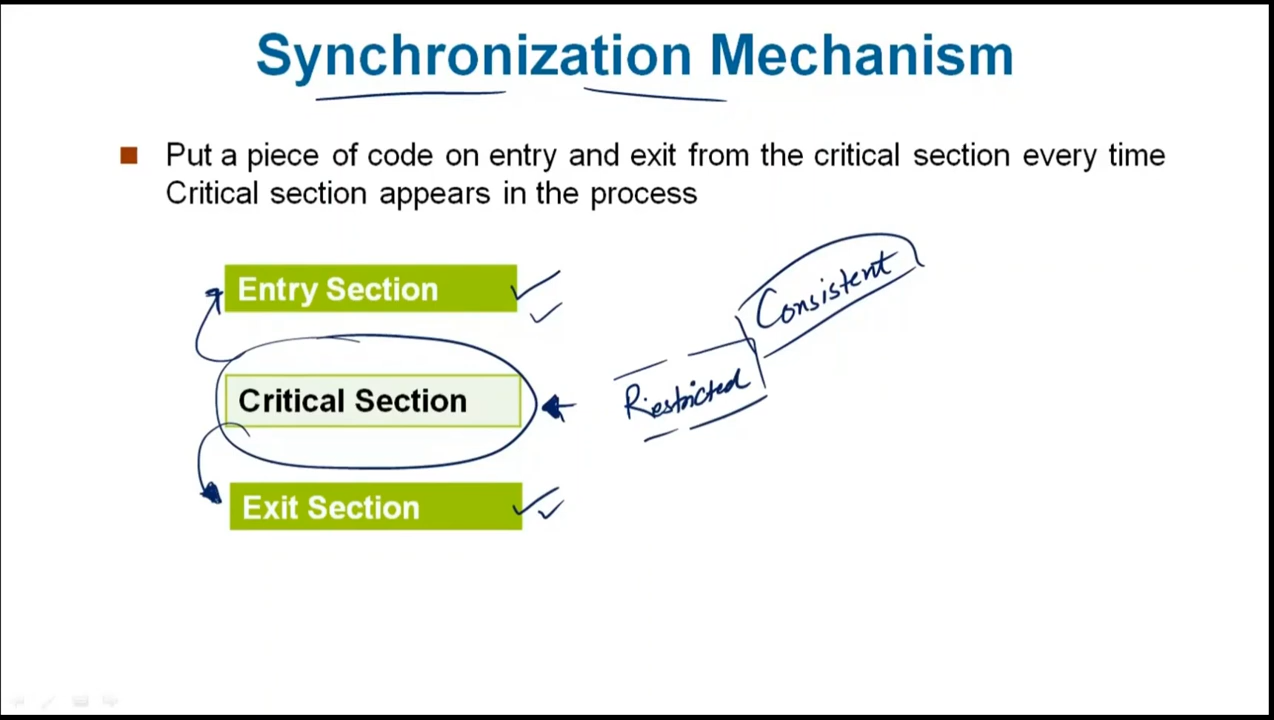 Synchronization Mechanism
Put a piece of code on entry and exit from the critical section every time
Critical section appears in the process
Entry Section
Consistent
Critical Section
Restricted
Exit Section